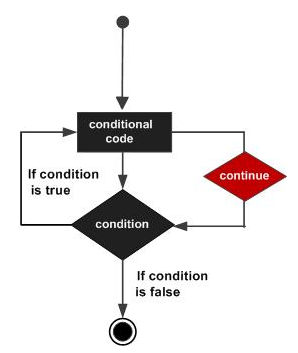 conditional
code
If condition
is true
continue
condition
If condition
is false